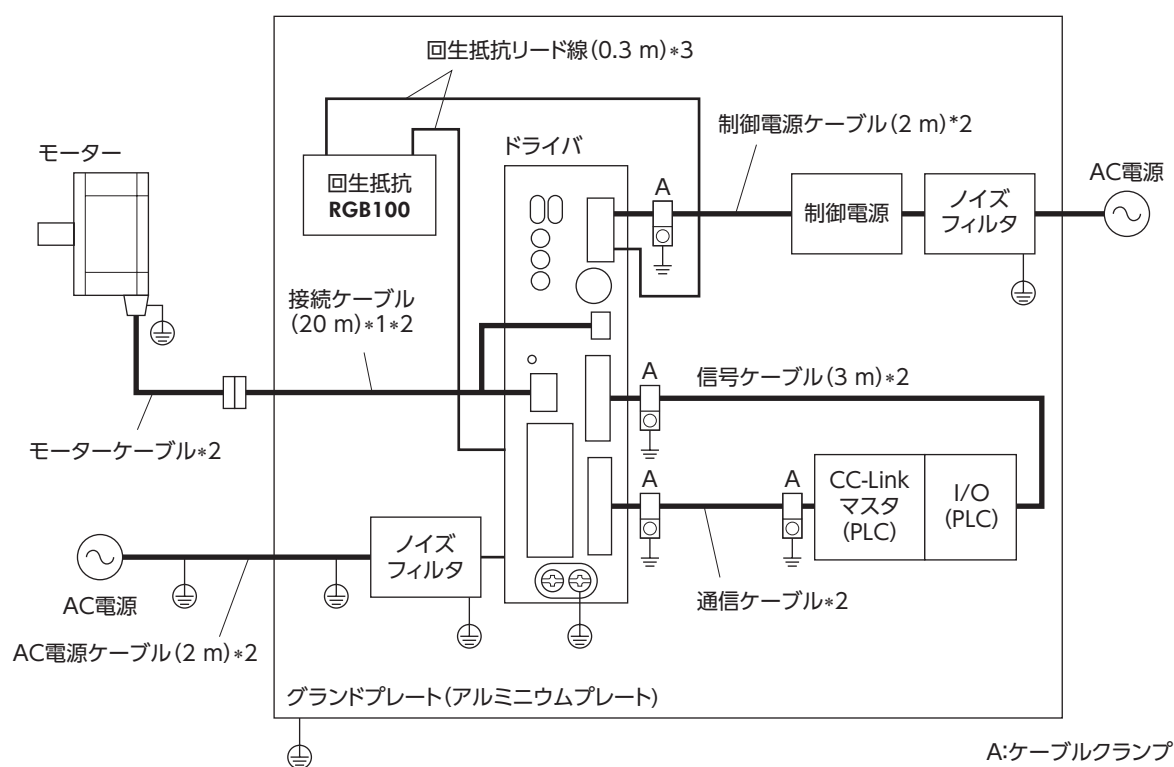 回生抵抗リード線(0.3 m)*3
制御電源ケーブル(2 m)*2
モーター
ドライバ
AC電源
回生抵抗
RGB100
A
制御電源
ノイズ
フィルタ
接続ケーブル
(20 m)*1*2
A
信号ケーブル(3 m)*2
モーターケーブル*2
A
A
CC-Link
マスタ
(PLC)
I/O
(PLC)
ノイズ
フィルタ
AC電源
通信ケーブル*2
AC電源ケーブル(2 m)*2
グランドプレート(アルミニウムプレート)
A:ケーブルクランプ